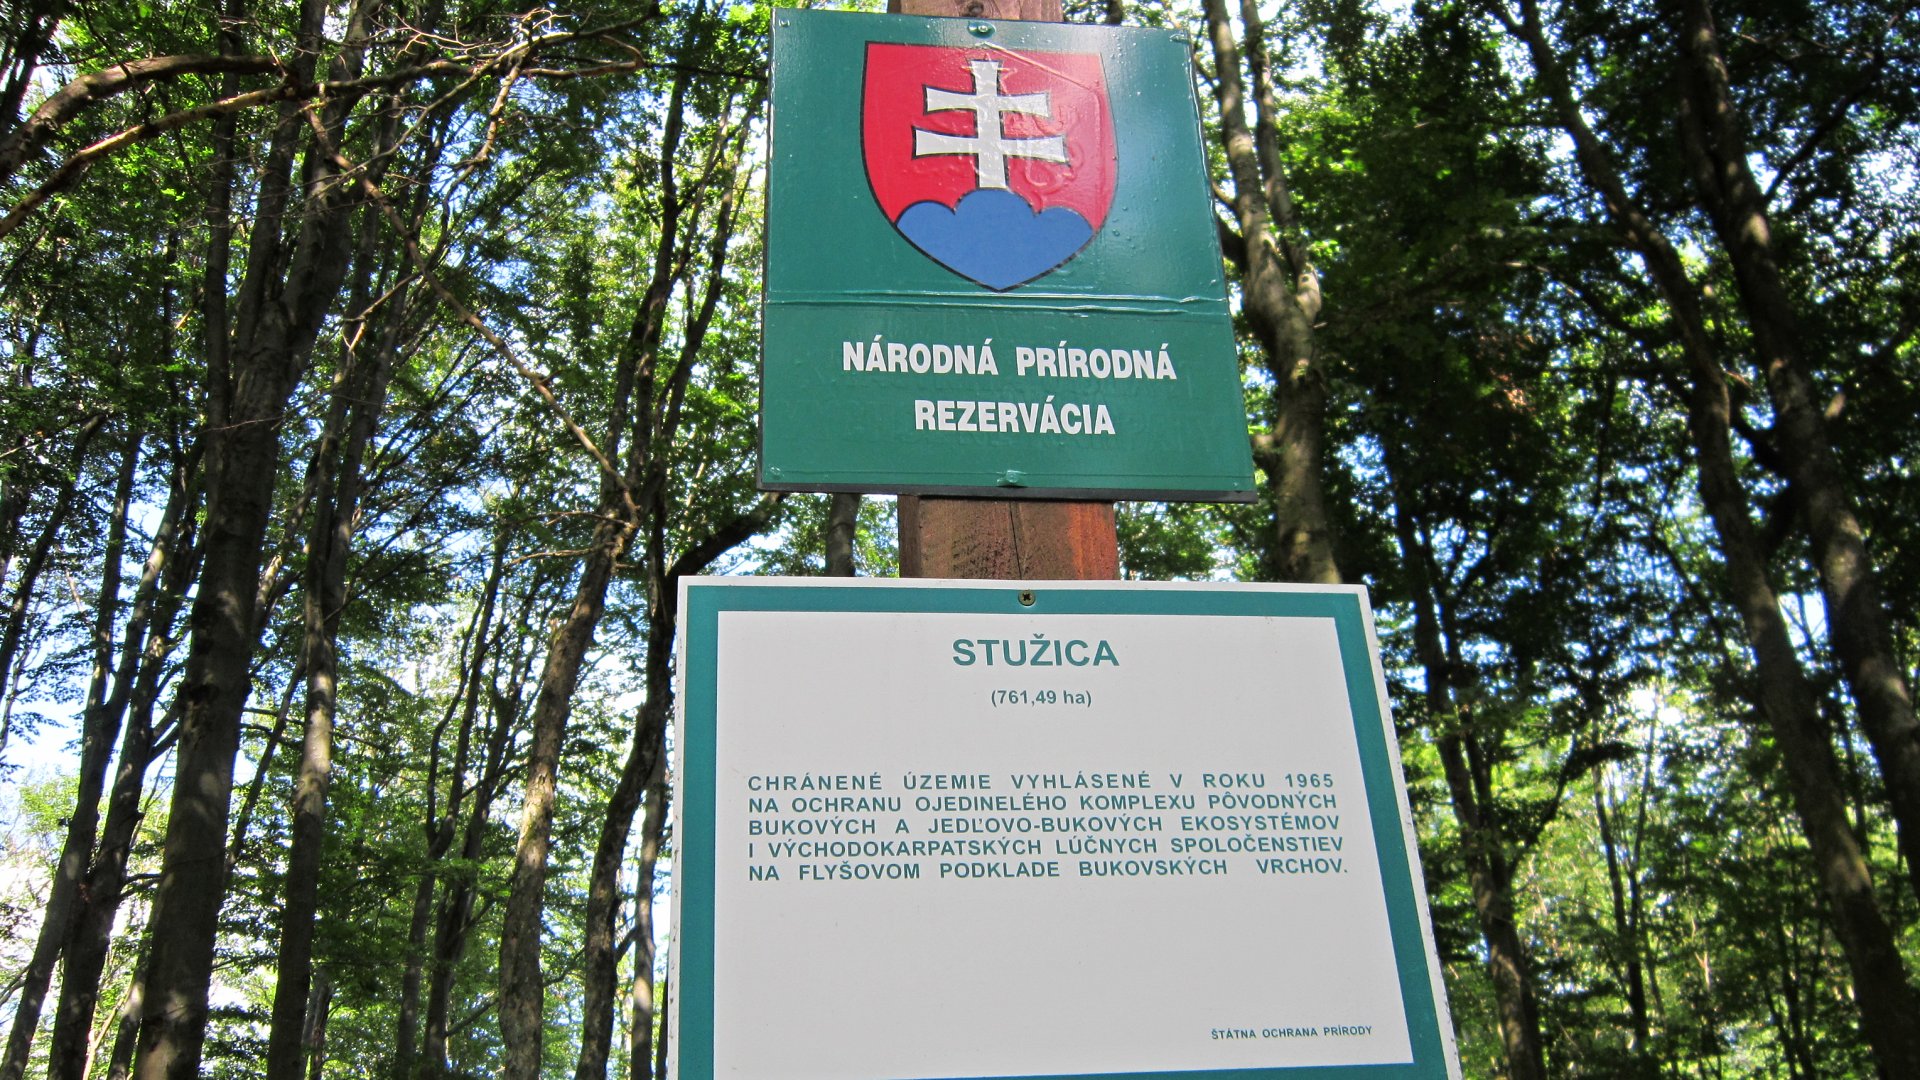 NÁRODNÁ PRÍRODNÁ
REZERVÁCIA
STUŽICA
(761,49 ha)
CHRÁNENÉ ÚZEMIE VYHLÁSENÉ V ROKU 1965
NA OCHRANU OJEDINELÉHO KOMPLEXU PÔVODNÝCH
BUKOVÝCH A JEDĽOVO-BUKOVÝCH EKOSYSTÉMOV
I VÝCHODOKARPATSKÝCH LÚČNYCH SPOLOČENSTIEV
NA FLYŠOVOM PODKLADE BUKOVSKÝCH VRCHOV.
ŠTÁTNA OCHRANA PRÍRODY